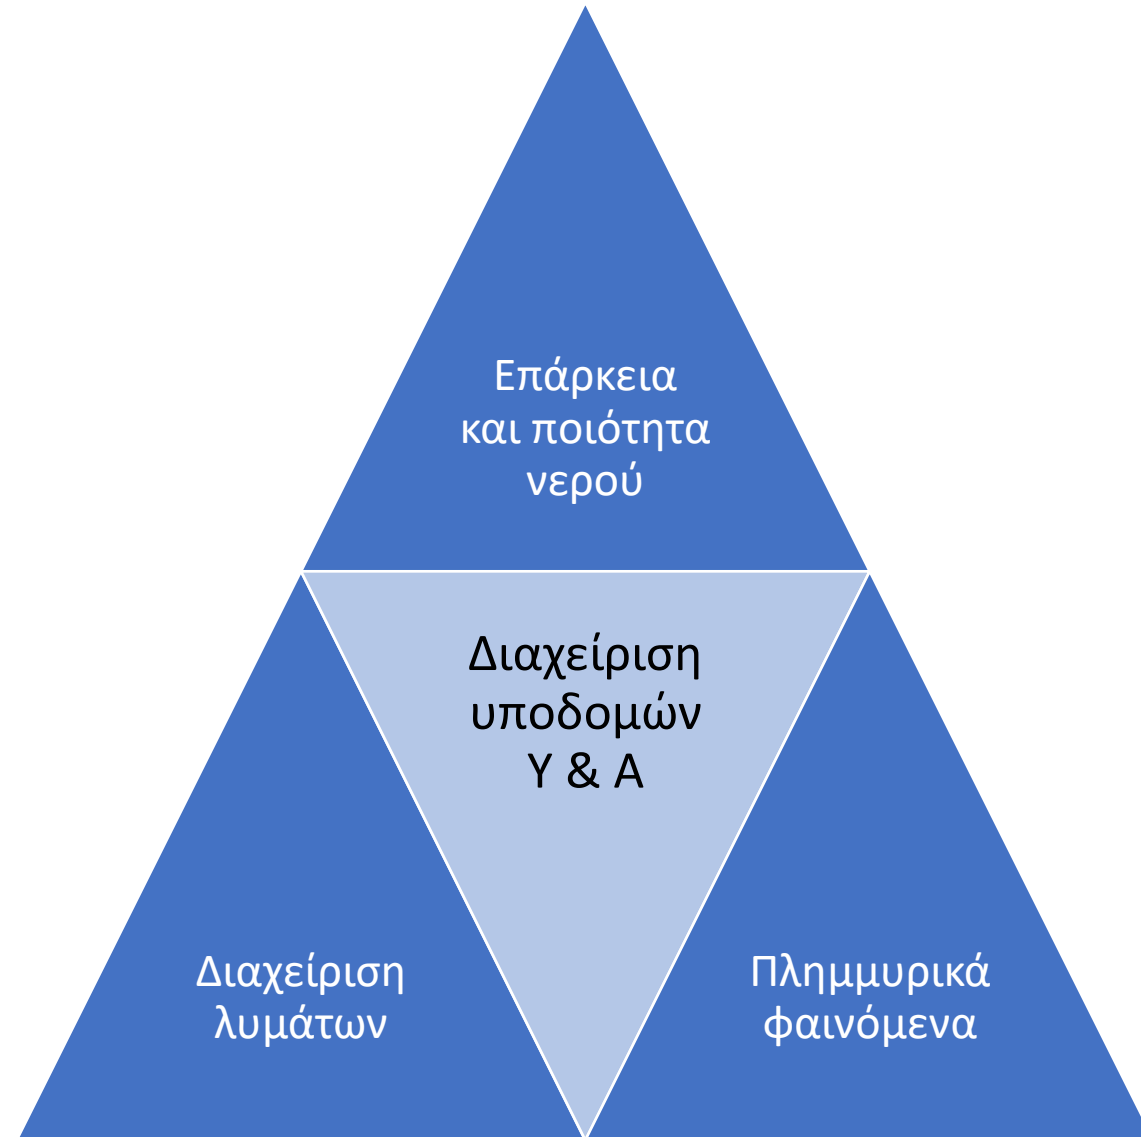 Επάρκεια
και ποιότητα
νερού
Διαχείριση
υποδομών
Υ & Α
Διαχείριση
λυμάτων
Πλημμυρικά
φαινόμενα